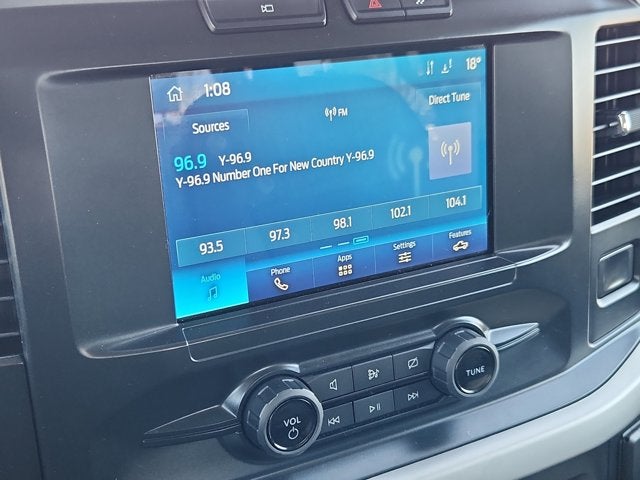 1:08
18°
Sources
FM
Direct Tune
96.9 Y-96.9
Y-96.9 Number One For New Country Y-96.9
93.5 97.3 98.1 102.1 104.1
Audio Phone Apps Settings Features
VOL
TUNE